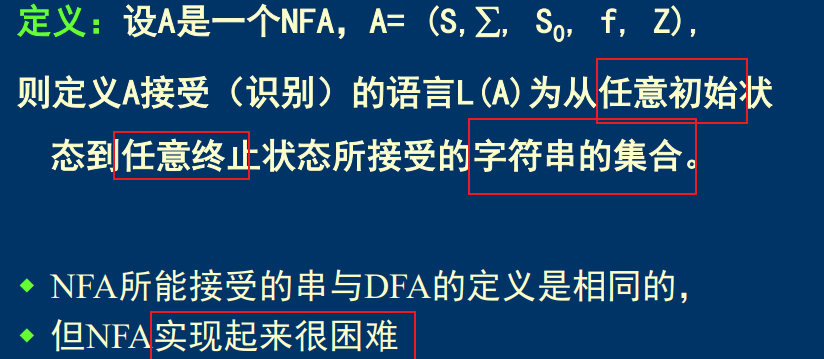 定义：设A是一个NFA，A= (S,∑, S0, f, Z),
则定义A接受（识别）的语言L(A)为从任意初始状
态到任意终止状态所接受的字符串的集合。
◆ NFA所能接受的串与DFA的定义是相同的，
◆ 但NFA实现起来很困难